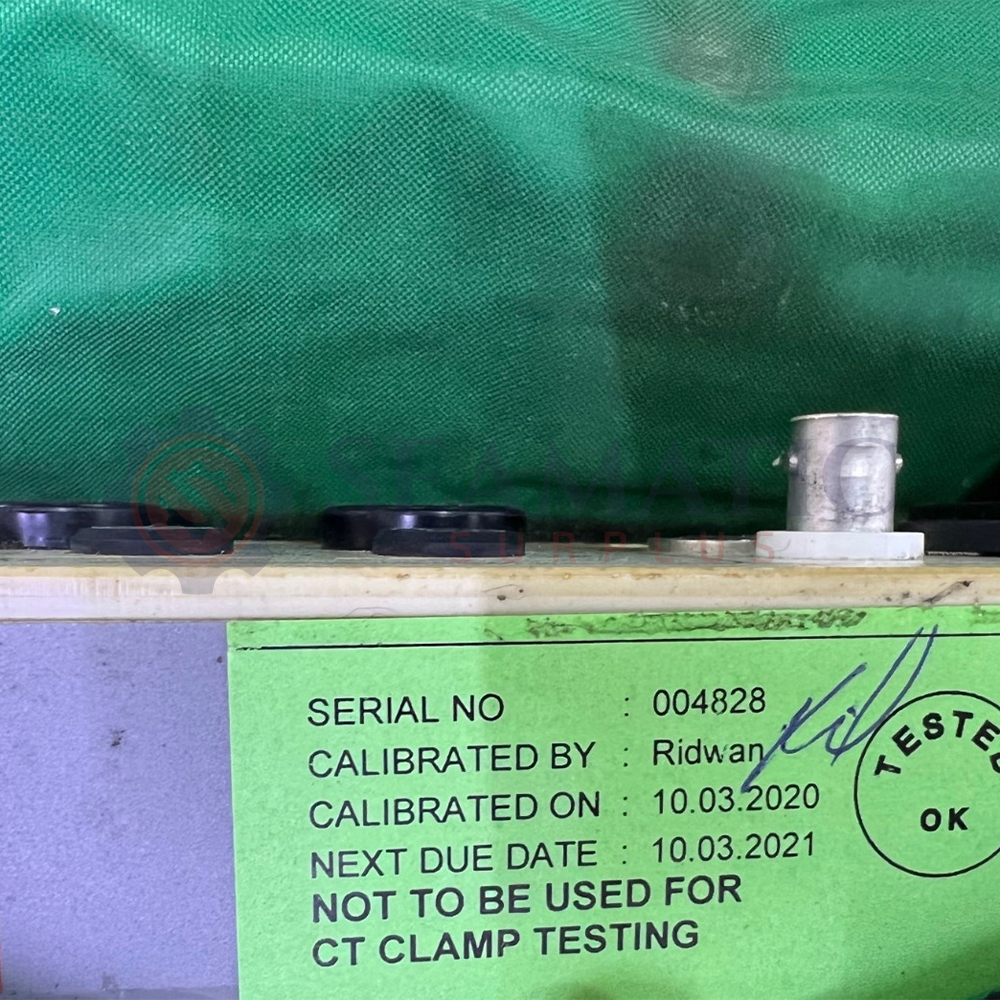 SERIAL NO : 004828
CALIBRATED BY : Ridwan
CALIBRATED ON : 10.03.2020
NEXT DUE DATE : 10.03.2021
NOT TO BE USED FOR
CT CLAMP TESTING
TESTED
OK
SURPLUS